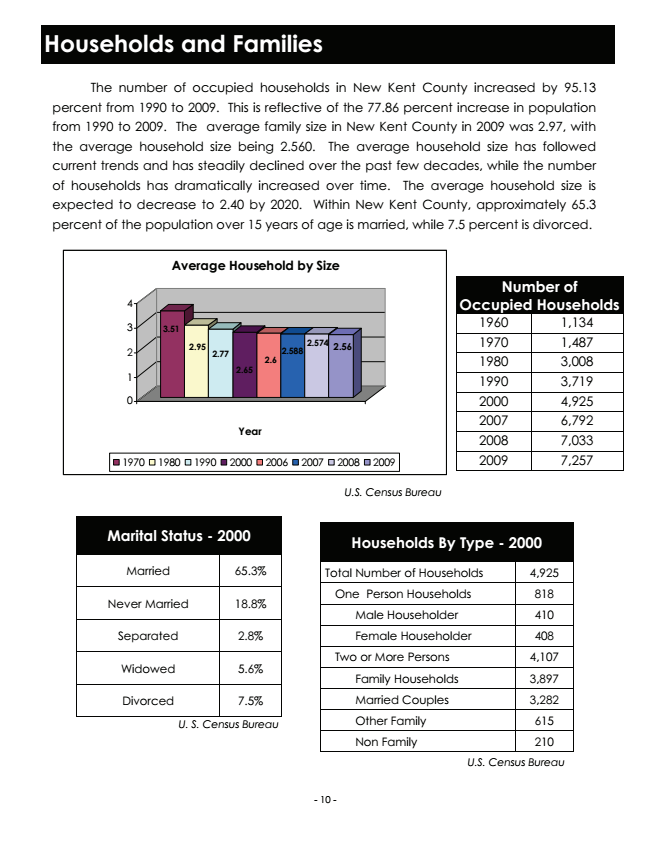 Households and Families
The number of occupied households in New Kent County increased by 95.13
percent from 1990 to 2009. This is reflective of the 77.86 percent increase in population
from 1990 to 2009. The average family size in New Kent County in 2009 was 2.97, with
the average household size being 2.560. The average household size has followed
current trends and has steadily declined over the past few decades, while the number
of households has dramatically increased over time. The average household size is
expected to decrease to 2.40 by 2020. Within New Kent County, approximately 65.3
percent of the population over 15 years of age is married, while 7.5 percent is divorced.
Average Household by Size
4
3
2
1
0
3.51
2.95
2.77
2.65
2.6
2.588
2.574
2.56
Year
1970 1980 1990 2000 2006 2007 2008 2009
U.S. Census Bureau
Number of
Occupied Households
1960 1,134
1970 1,487
1980 3,008
1990 3,719
2000 4,925
2007 6,792
2008 7,033
2009 7,257
Marital Status - 2000
Married 65.3%
Never Married 18.8%
Separated 2.8%
Widowed 5.6%
Divorced 7.5%
U. S. Census Bureau
Households By Type - 2000
Total Number of Households 4,925
One Person Households 818
Male Householder 410
Female Householder 408
Two or More Persons 4,107
Family Households 3,897
Married Couples 3,282
Other Family 615
Non Family 210
U.S. Census Bureau
- 10 -